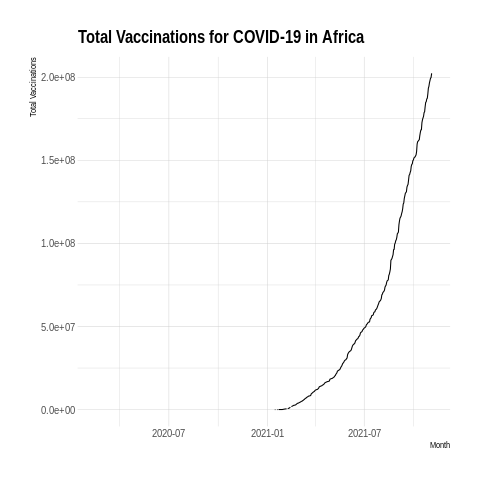 Total Vaccinations for COVID-19 in Africa
Total Vaccinations
2.0e+08
1.5e+08
1.0e+08
5.0e+07
0.0e+00
2020-07 2021-01 2021-07
Month